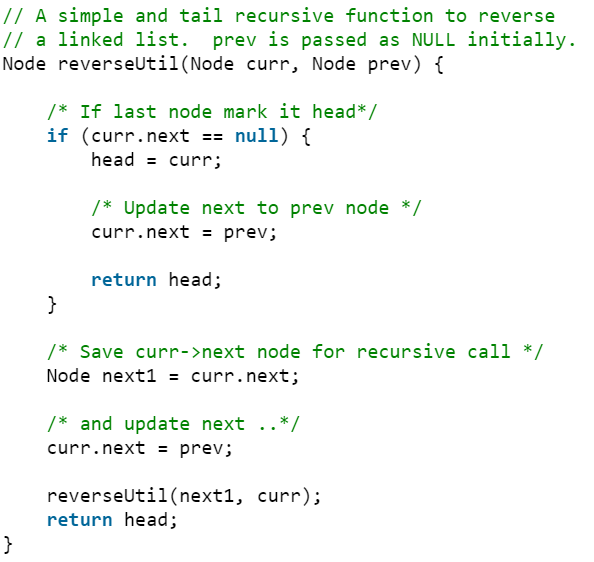 // A simple and tail recursive function to reverse
// a linked list.  prev is passed as NULL initially.
Node reverseUtil(Node curr, Node prev) {
    /* If last node mark it head*/
    if (curr.next == null) {
        head = curr;
        /* Update next to prev node */
        curr.next = prev;
        return head;
    }
    /* Save curr->next node for recursive call */
    Node next1 = curr.next;
    /* and update next ..*/
    curr.next = prev;
    reverseUtil(next1, curr);
    return head;
}